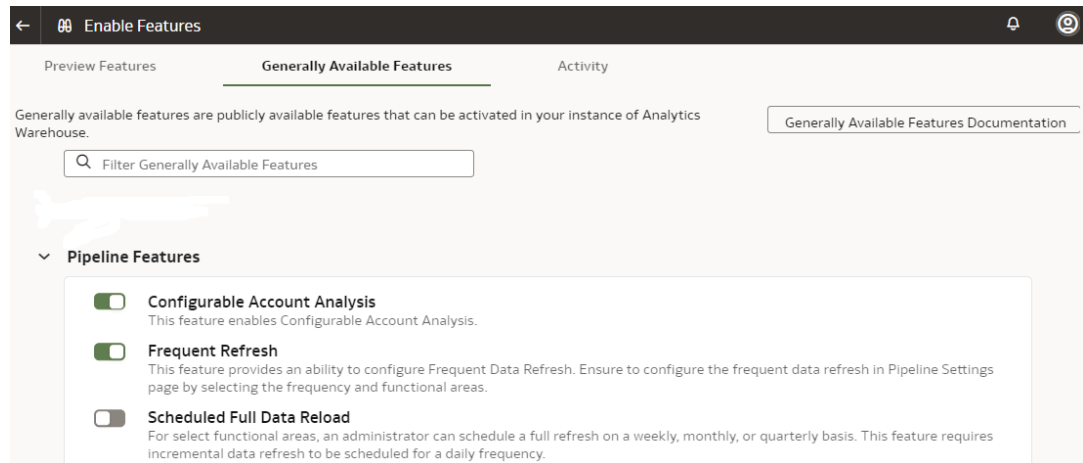 Enable Features
Preview Features
Generally Available Features
Activity
Generally available features are publicly available features that can be activated in your instance of Analytics
Warehouse.
Generally Available Features Documentation
Filter Generally Available Features
Pipeline Features
Configurable Account Analysis
This feature enables Configurable Account Analysis.
Frequent Refresh
This feature provides an ability to configure Frequent Data Refresh. Ensure to configure the frequent data refresh in Pipeline Settings
page by selecting the frequency and functional areas.
Scheduled Full Data Reload
For select functional areas, an administrator can schedule a full refresh on a weekly, monthly, or quarterly basis. This feature requires
incremental data refresh to be scheduled for a daily frequency.